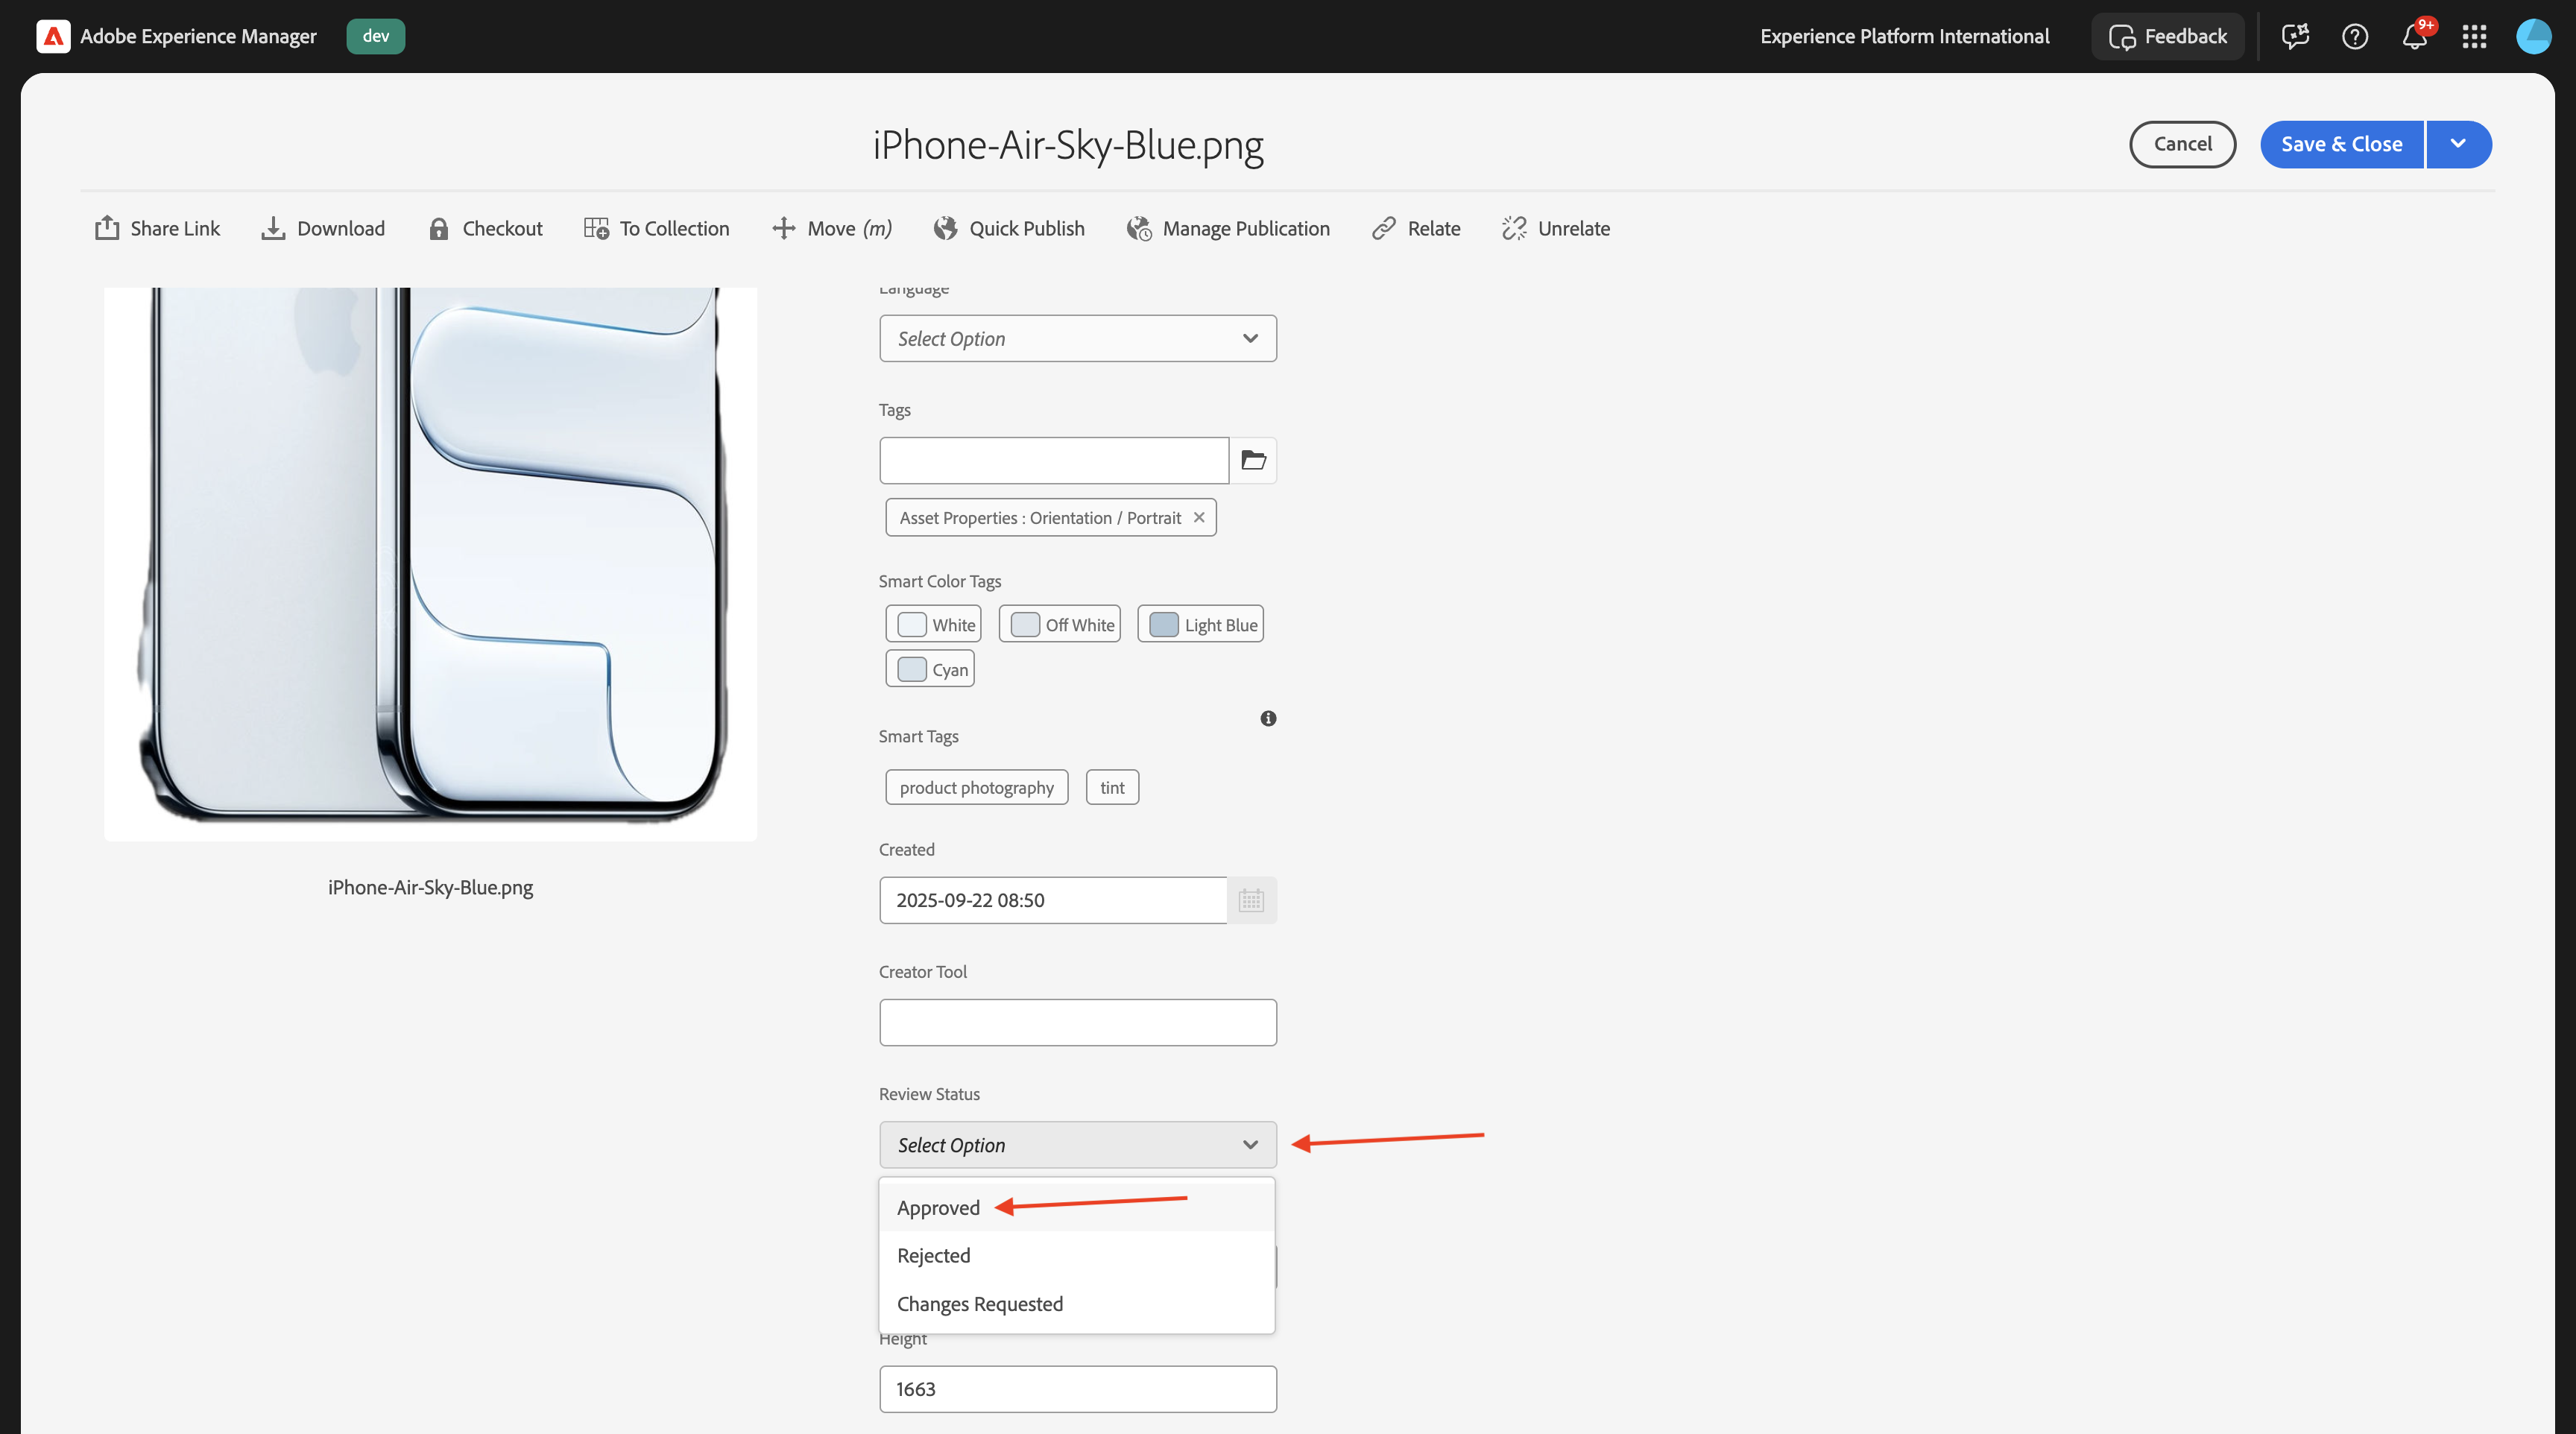 Adobe Experience Manager
dev
Experience Platform International
Feedback
9+
iPhone-Air-Sky-Blue.png
Cancel
Save & Close
Share Link
Download
Checkout
To Collection
Move (m)
Quick Publish
Manage Publication
Relate
Unrelate
Language
Select Option
Tags
Asset Properties : Orientation / Portrait
Smart Color Tags
White
Off White
Light Blue
Cyan
Smart Tags
product photography
tint
Created
iPhone-Air-Sky-Blue.png
2025-09-22 08:50
Creator Tool
Review Status
Select Option
Approved
Rejected
Changes Requested
Height
1663